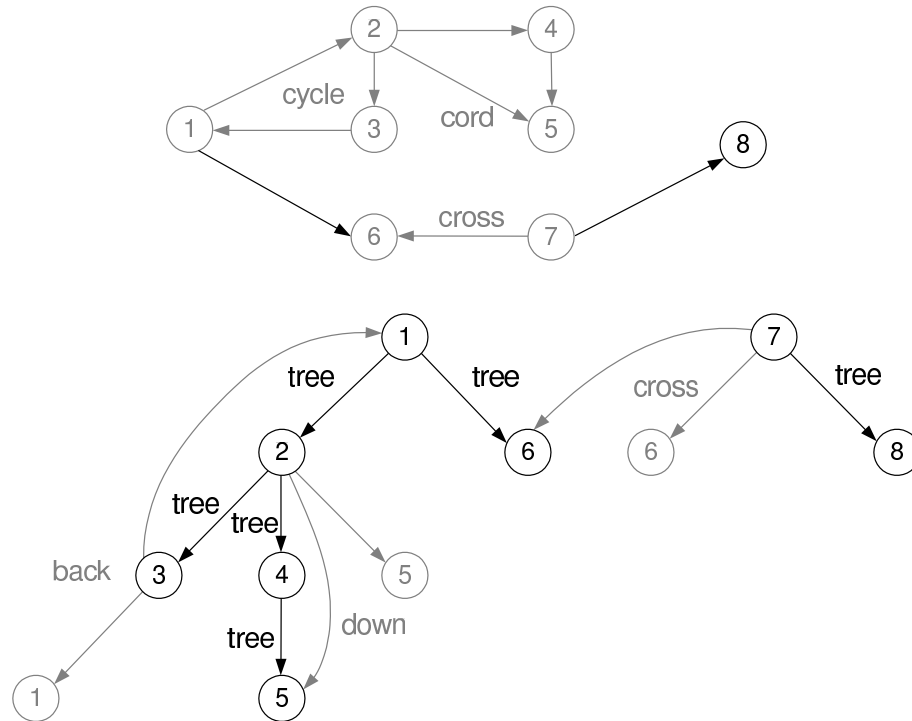 2 4
cycle
1 3 cord 5
8
cross
6 7
1 7
tree tree cross tree
2 6 6 8
tree tree
back 3 4 5
tree down
1 5